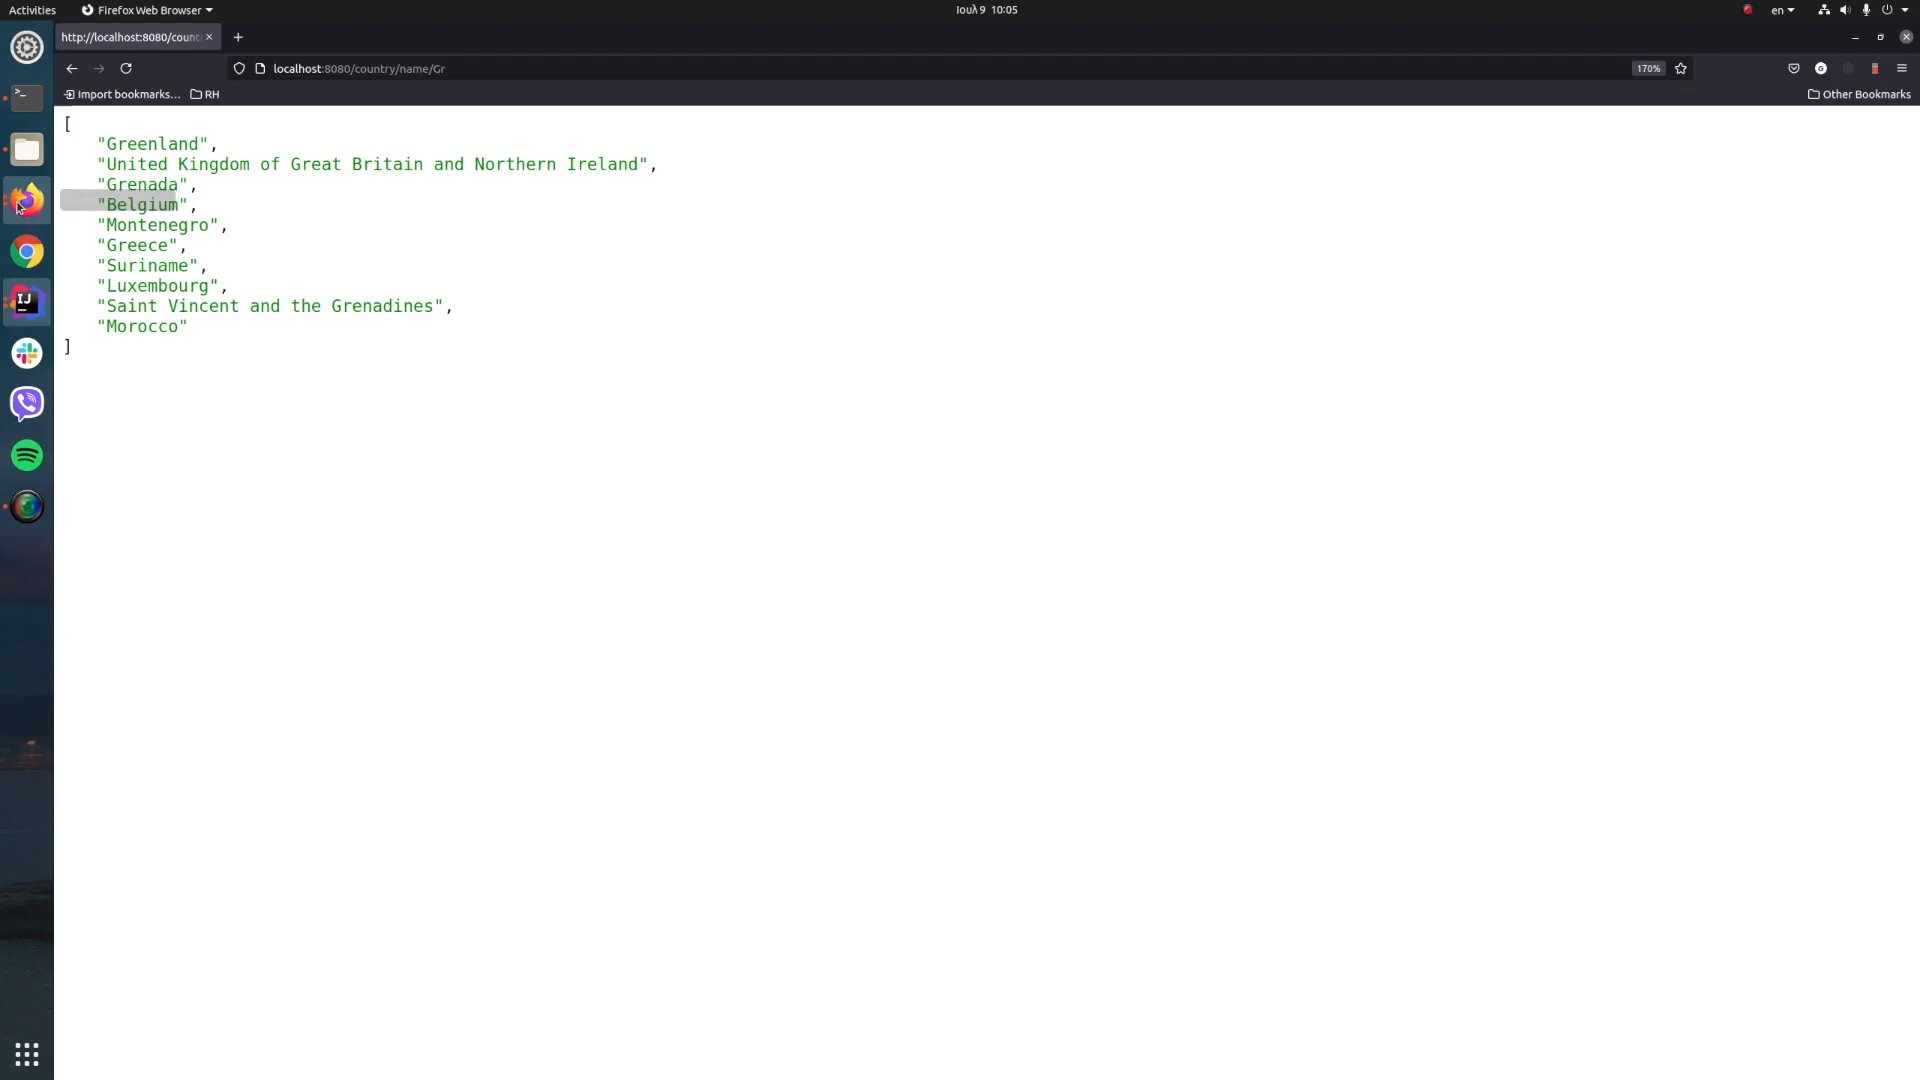 Activities
Firefox Web Browser
Ιουλ 9 10:05
en
http://localhost:8080/count
localhost:8080/country/name/Gr
170%
Import bookmarks...
RH
Other Bookmarks
[
"Greenland",
"United Kingdom of Great Britain and Northern Ireland",
"Grenada",
"Belgium",
"Montenegro",
"Greece",
"Suriname",
"Luxembourg",
"Saint Vincent and the Grenadines",
"Morocco"
]
IJ